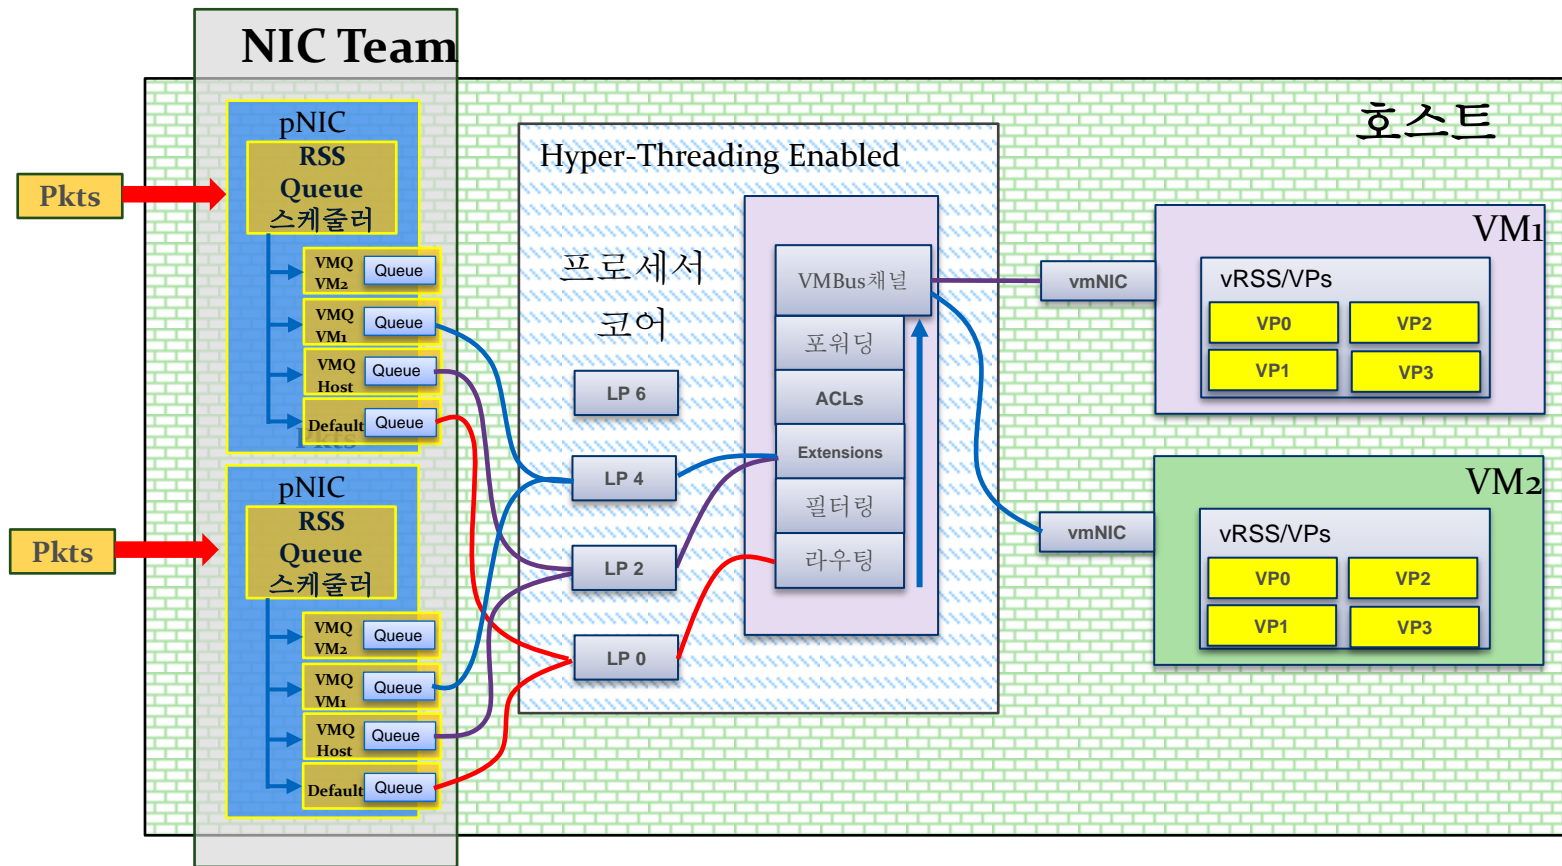 NIC Team
호스트
pNIC
RSS
Queue
스케줄러
Pkts
VMQ
VM2
Queue
VMQ
VM1
Queue
VMQ
Host
Queue
Default
Queue
Pkts
pNIC
RSS
Queue
스케줄러
Pkts
VMQ
VM2
Queue
VMQ
VM1
Queue
VMQ
Host
Queue
Default
Queue
Hyper-Threading Enabled
프로세서
코어
LP 6
LP 4
LP 2
LP 0
VMBus채널
포워딩
ACLs
Extensions
필터링
라우팅
vmNIC
VM1
vRSS/VPs
VP0
VP2
VP1
VP3
vmNIC
VM2
vRSS/VPs
VP0
VP2
VP1
VP3